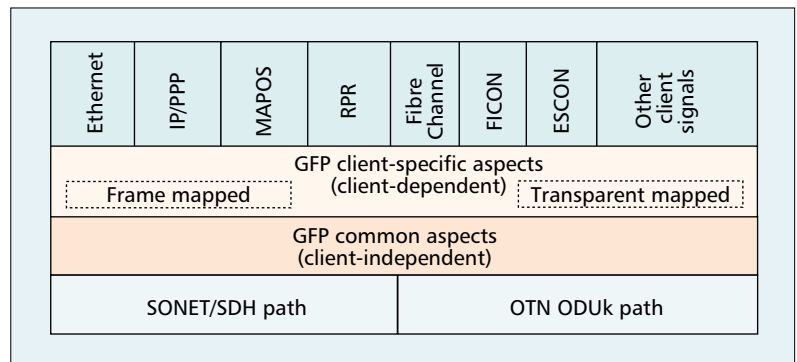 Ethernet
IP/PPP
MAPOS
RPR
Fibre
Channel
FICON
ESCON
Other
client
signals
GFP client-specific aspects
(client-dependent)
Frame mapped
Transparent mapped
GFP common aspects
(client-independent)
SONET/SDH path
OTN ODUk path